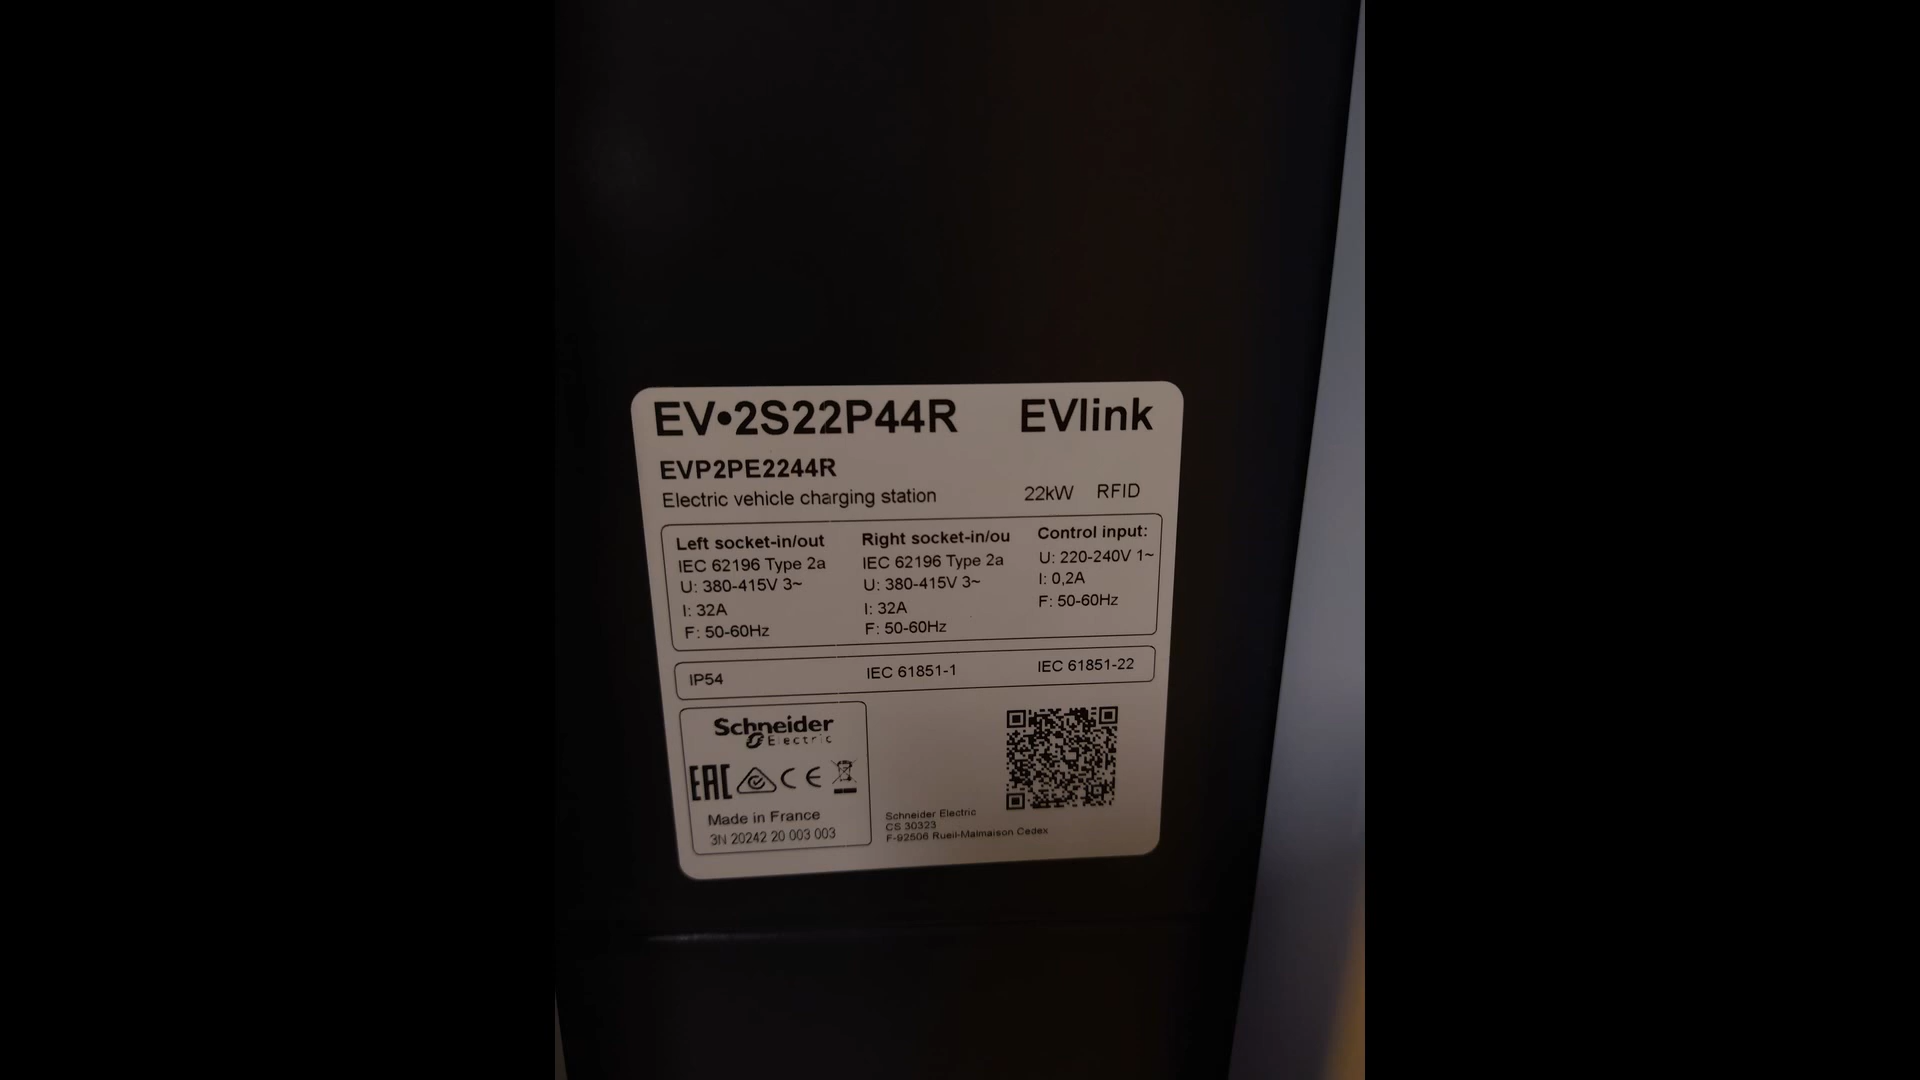 EV•2S22P44R EVlink
EVP2PE2244R
Electric vehicle charging station 22kW RFID
Left socket-in/out
IEC 62196 Type 2a
U: 380-415V 3~
I: 32A
F: 50-60Hz
Right socket-in/ou
IEC 62196 Type 2a
U: 380-415V 3~
I: 32A
F: 50-60Hz
Control input:
U: 220-240V 1~
I: 0,2A
F: 50-60Hz
IP54 IEC 61851-1 IEC 61851-22
Schneider
Electric
EAC CE
Made in France
3N 20242 20 003 003
Schneider Electric
CS 30323
F-92506 Rueil-Malmaison Cedex